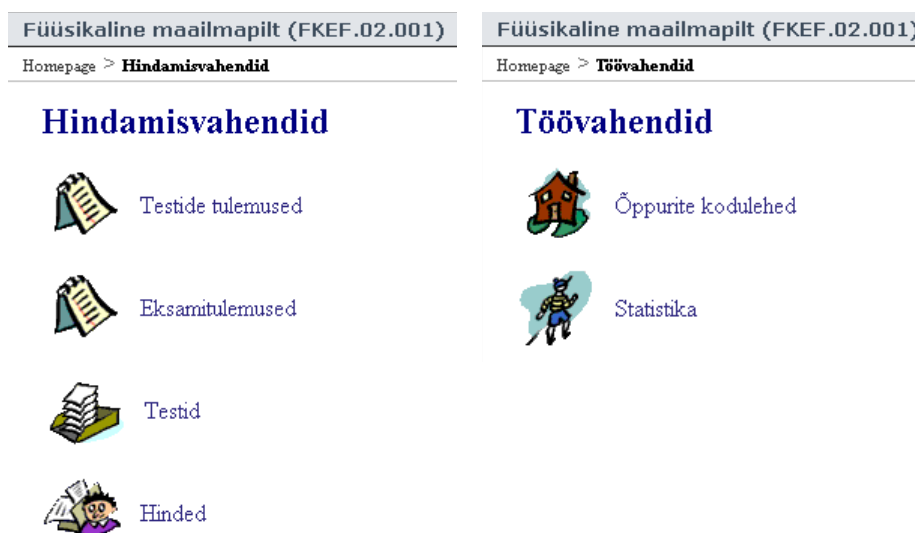 Füüsikaline maailmapilt (FKEF.02.001)
Homepage > Hindamisvahendid
Hindamisvahendid
Testide tulemused
Eksamitulemused
Testid
Hinded
Füüsikaline maailmapilt (FKEF.02.001)
Homepage > Töövahendid
Töövahendid
Õppurite kodulehed
Statistika